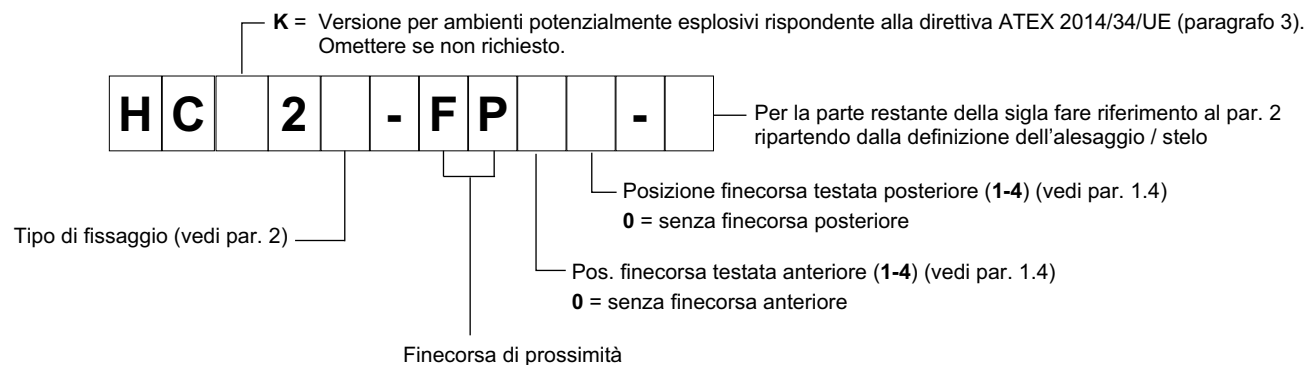 K = Versione per ambienti potenzialmente esplosivi rispondente alla direttiva ATEX 2014/34/UE (paragrafo 3).
Omettere se non richiesto.
H C 2 - F P -
Per la parte restante della sigla fare riferimento al par. 2
ripartendo dalla definizione dell'alesaggio / stelo
Posizione finecorsa testata posteriore (1-4) (vedi par. 1.4)
0 = senza finecorsa posteriore
Tipo di fissaggio (vedi par. 2)
Pos. finecorsa testata anteriore (1-4) (vedi par. 1.4)
0 = senza finecorsa anteriore
Finecorsa di prossimità